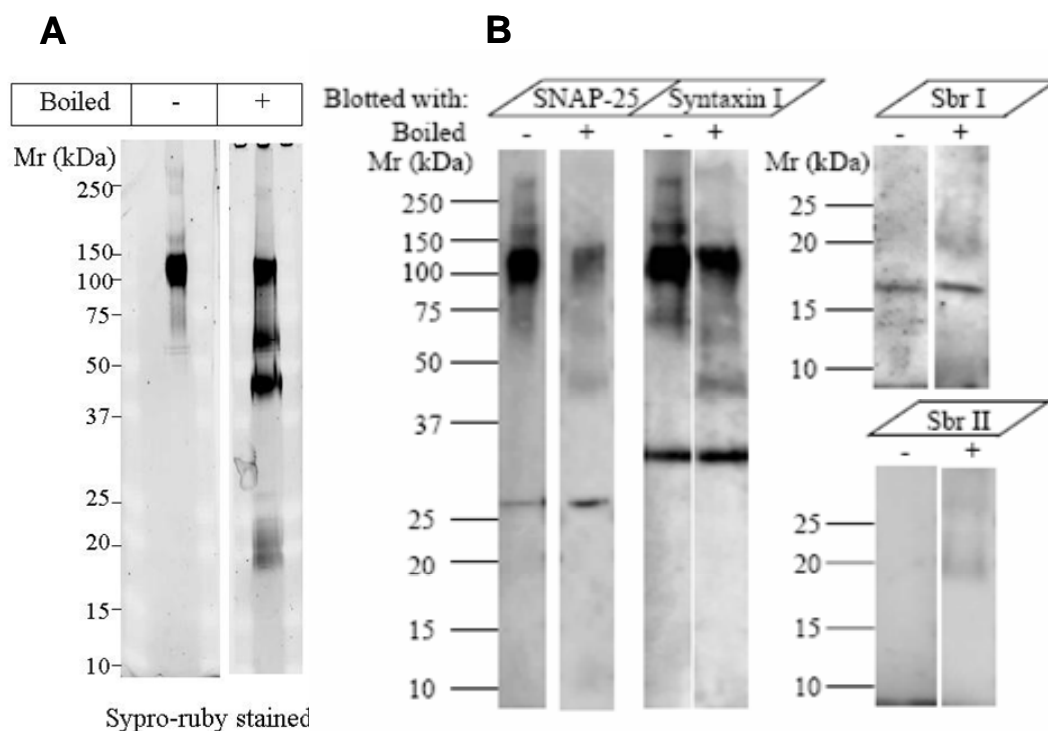 A
Boiled - +
Mr (kDa)
250
150
100
75
50
37
25
20
15
10
Sypro-ruby stained
B
Blotted with: SNAP-25 Syntaxin I
Boiled - + - +
Mr (kDa)
250
150
100
75
50
37
25
20
15
10
Sbr I
- +
Mr (kDa)
25
20
15
10
Sbr II
- +
25
20
15
10